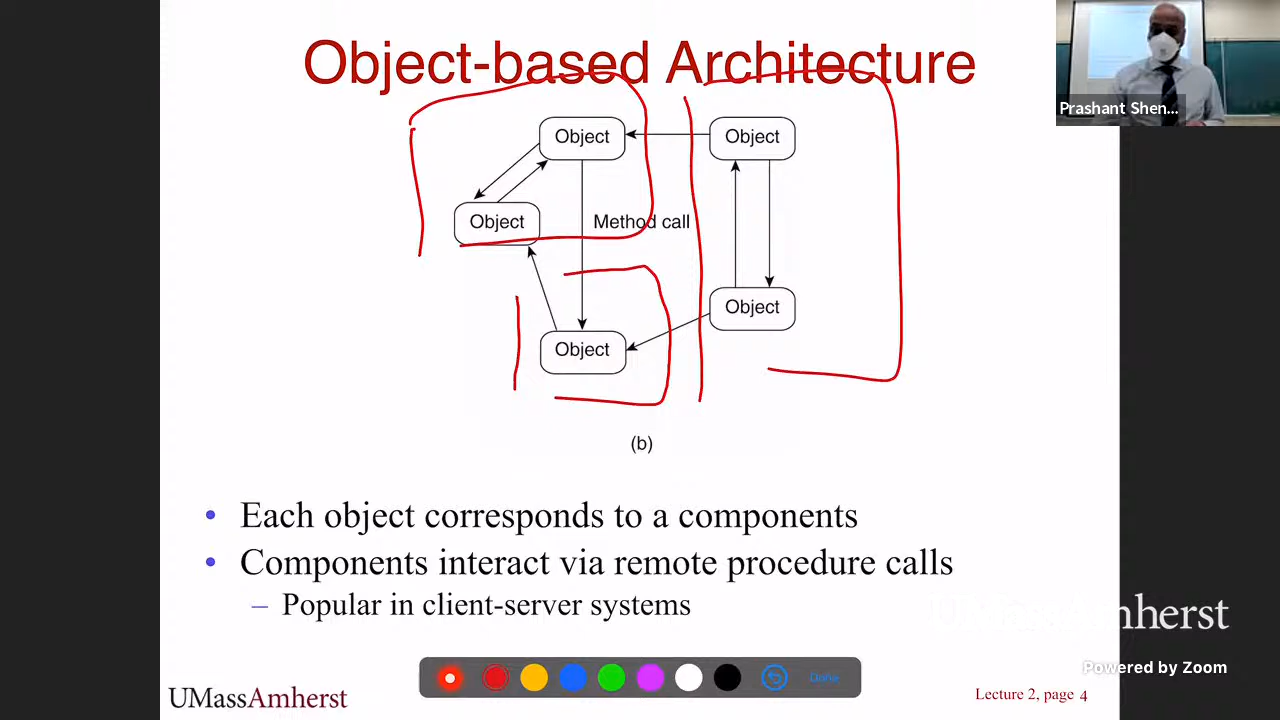 Object-based Architecture
Prashant Shen...
Object
Object
Object
Method call
Object
Object
(b)
• Each object corresponds to a components
• Components interact via remote procedure calls
– Popular in client-server systems
UMassAmherst
Powered by Zoom
Done
UMassAmherst
Lecture 2, page 4